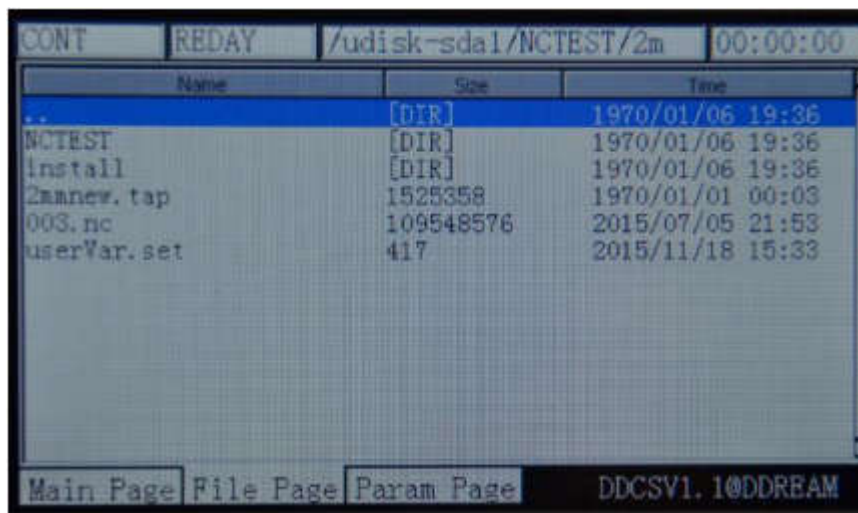 CONT REDAY /udisk-sda1/NCTEST/2m 00:00:00
Name Size Time
.. [DIR] 1970/01/06 19:36
NCTEST [DIR] 1970/01/06 19:36
install [DIR] 1970/01/06 19:36
2mmnew.tap 1525358 1970/01/01 00:03
003.nc 109548576 2015/07/05 21:53
userVar.set 417 2015/11/18 15:33
Main Page File Page Param Page DDCSV1.1@DDREAM